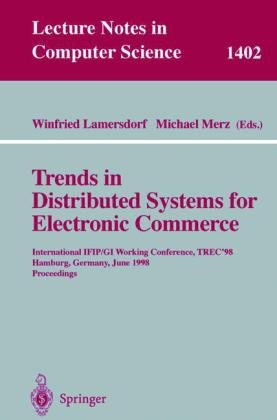 Lecture Notes in
Computer Science 1402
Winfried Lamersdorf Michael Merz (Eds.)
Trends in
Distributed Systems for
Electronic Commerce
International IFIP/GI Working Conference, TREC'98
Hamburg, Germany, June 1998
Proceedings
Springer